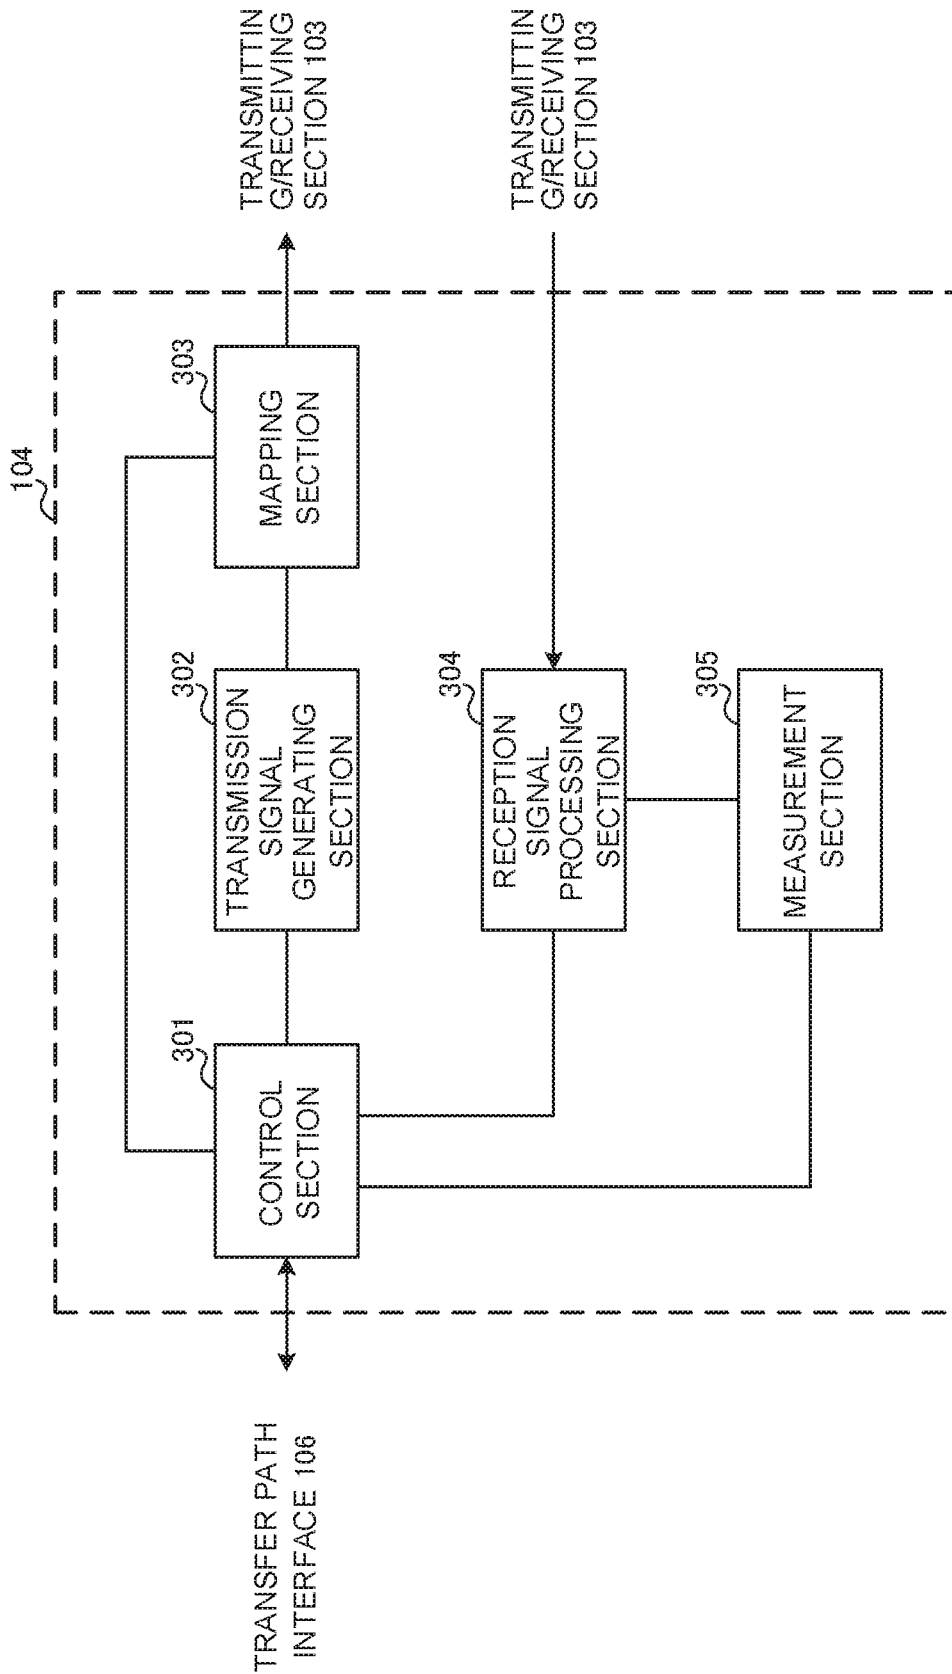 104
TRANSFER PATH
INTERFACE 106
301
CONTROL
SECTION
302
TRANSMISSION
SIGNAL
GENERATING
SECTION
303
MAPPING
SECTION
TRANSMITTIN
G/RECEIVING
SECTION 103
304
RECEPTION
SIGNAL
PROCESSING
SECTION
TRANSMITTIN
G/RECEIVING
SECTION 103
305
MEASUREMENT
SECTION